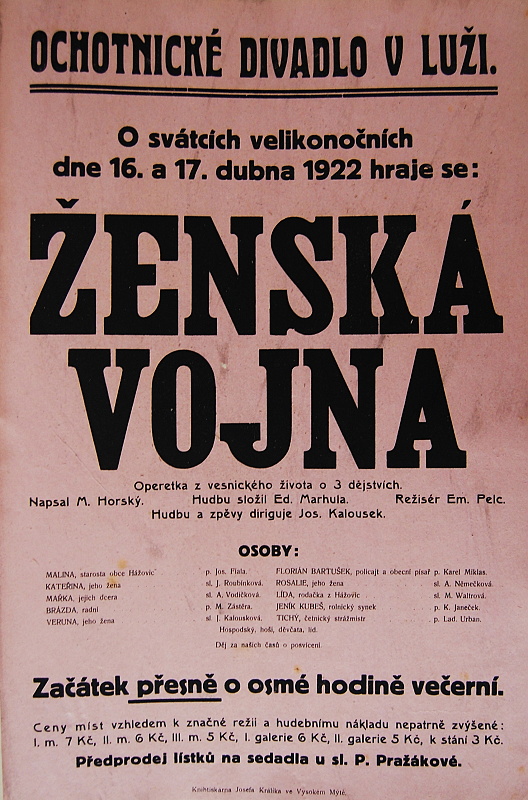 OCHOTNICKÉ DIVADLO V LUŽI.
O svátcích velikonočních
dne 16. a 17. dubna 1922 hraje se:
ŽENSKÁ
VOJNA
Operetka z vesnického života o 3 dějstvích.
Napsal M. Horský. Hudbu složil Ed. Marhula. Režisér Em. Pelc.
Hudbu a zpěvy diriguje Jos. Kalousek.
OSOBY:
MALINA, starosta obce Hážovic p. Jos. Fiala. FLORIÁN BARTUŠEK, policajt a obecní písař p. Karel Miklas.
KATEŘINA, jeho žena sl. J. Roubínková. ROSALIE, jeho žena sl. A. Němečková.
MAŘKA, jejich dcera sl. A. Vodičková. LÍDA, rodačka z Hážovic sl. M. Waltrová.
BRÁZDA, radní p. M. Zástěra. JENÍK KUBEŠ, rolnický synek p. K. Janeček.
VERUNA, jeho žena sl. J. Kalousková. TICHÝ, četnický strážmistr p. Lad. Urban.
Hospodský, hoši, děvčata, lid.
Děj za našich časů o posvícení.
Začátek přesně o osmé hodině večerní.
Ceny míst vzhledem k značné režii a hudebnímu nákladu nepatrně zvýšené:
I. m. 7 Kč, II. m. 6 Kč, III. m. 5 Kč, I. galerie 6 Kč, II. galerie 5 Kč, k stání 3 Kč.
Předprodej lístků na sedadla u sl. P. Pražákové.
Knihtiskárna Josefa Králíka ve Vysokém Mýtě.